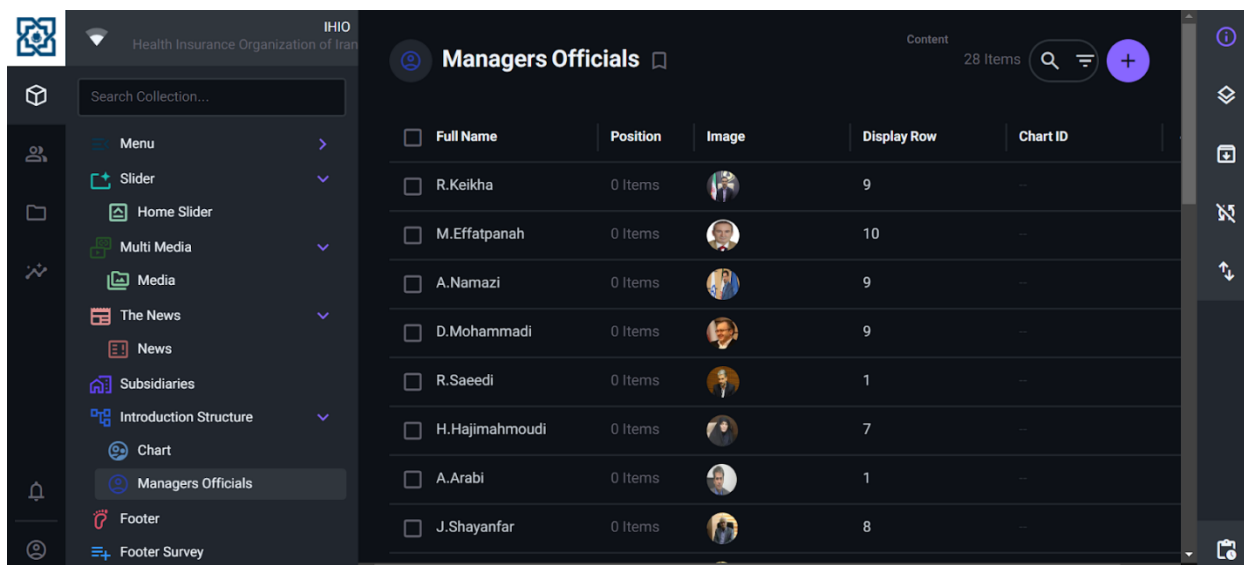 IHIO
Health Insurance Organization of Iran
Search Collection...
Menu
Slider
Home Slider
Multi Media
Media
The News
News
Subsidiaries
Introduction Structure
Chart
Managers Officials
Footer
Footer Survey
Content
Managers Officials
28 Items
Full Name Position Image Display Row Chart ID
R.Keikha 0 Items 9 --
M.Effatpanah 0 Items 10 --
A.Namazi 0 Items 9 --
D.Mohammadi 0 Items 9 --
R.Saeedi 0 Items 1 --
H.Hajimahmoudi 0 Items 7 --
A.Arabi 0 Items 1 --
J.Shayanfar 0 Items 8 --